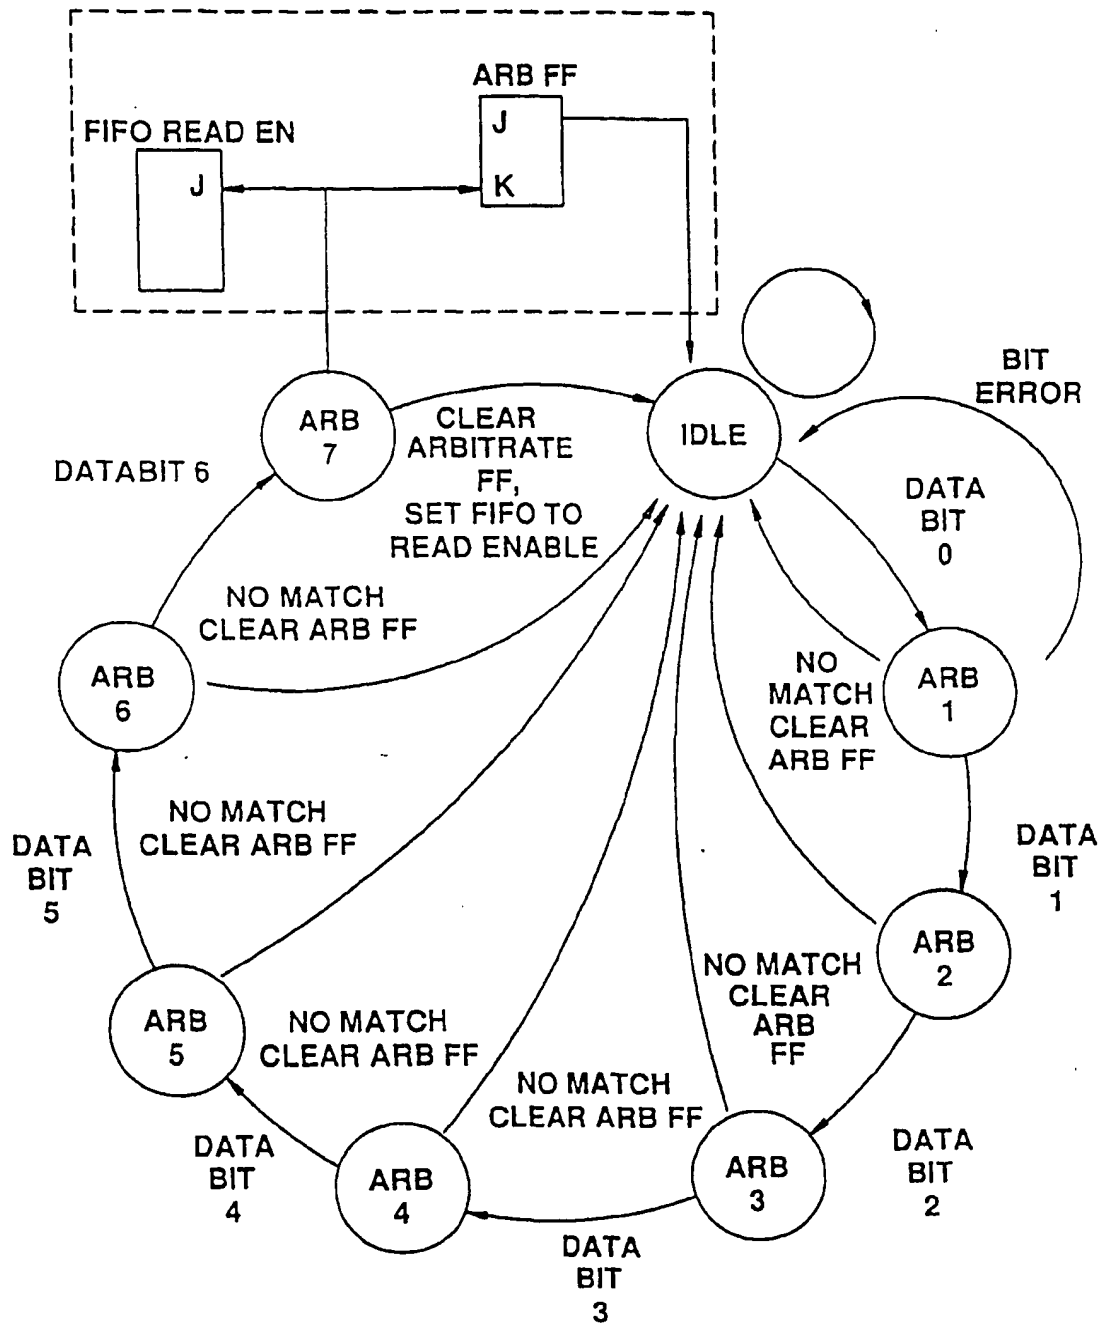 ARB FF
J
K
FIFO READ EN
J
BIT
ERROR
ARB
7
CLEAR
ARBITRATE
FF,
SET FIFO TO
READ ENABLE
IDLE
DATABIT 6
DATA
BIT
0
NO MATCH
CLEAR ARB FF
ARB
6
NO
MATCH
CLEAR
ARB FF
ARB
1
NO MATCH
CLEAR ARB FF
DATA
BIT
5
DATA
BIT
1
ARB
2
NO MATCH
CLEAR
ARB
FF
ARB
5
NO MATCH
CLEAR ARB FF
NO MATCH
CLEAR ARB FF
DATA
BIT
4
ARB
4
ARB
3
DATA
BIT
2
DATA
BIT
3